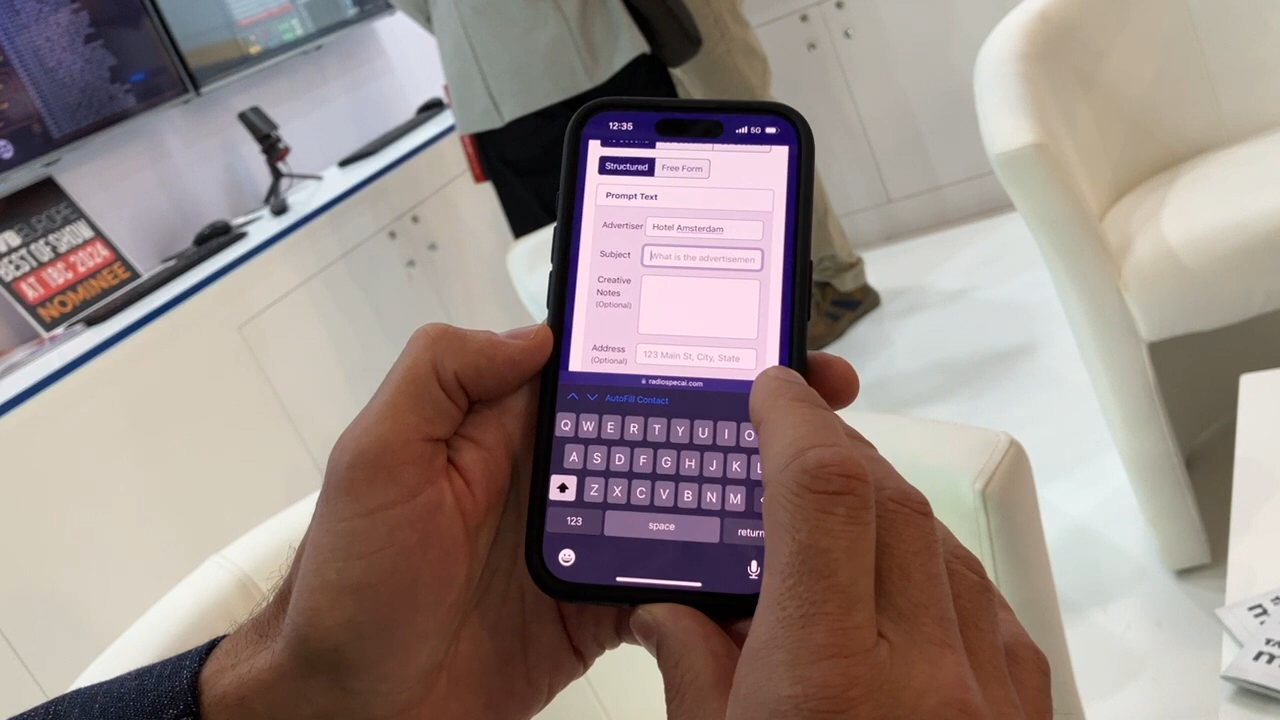 12:35
5G
Structured
Free Form
Prompt Text
Advertiser
Hotel Amsterdam
Subject
What is the advertisemen
Creative
Notes
(Optional)
Address
(Optional)
123 Main St, City, State
radiospecai.com
AutoFill Contact
Q W E R T Y U I O
A S D F G H J K L
Z X C V B N M
123
space
return
EUROPE
BEST OF SHOW
AT IBC 2024
NOMINEE